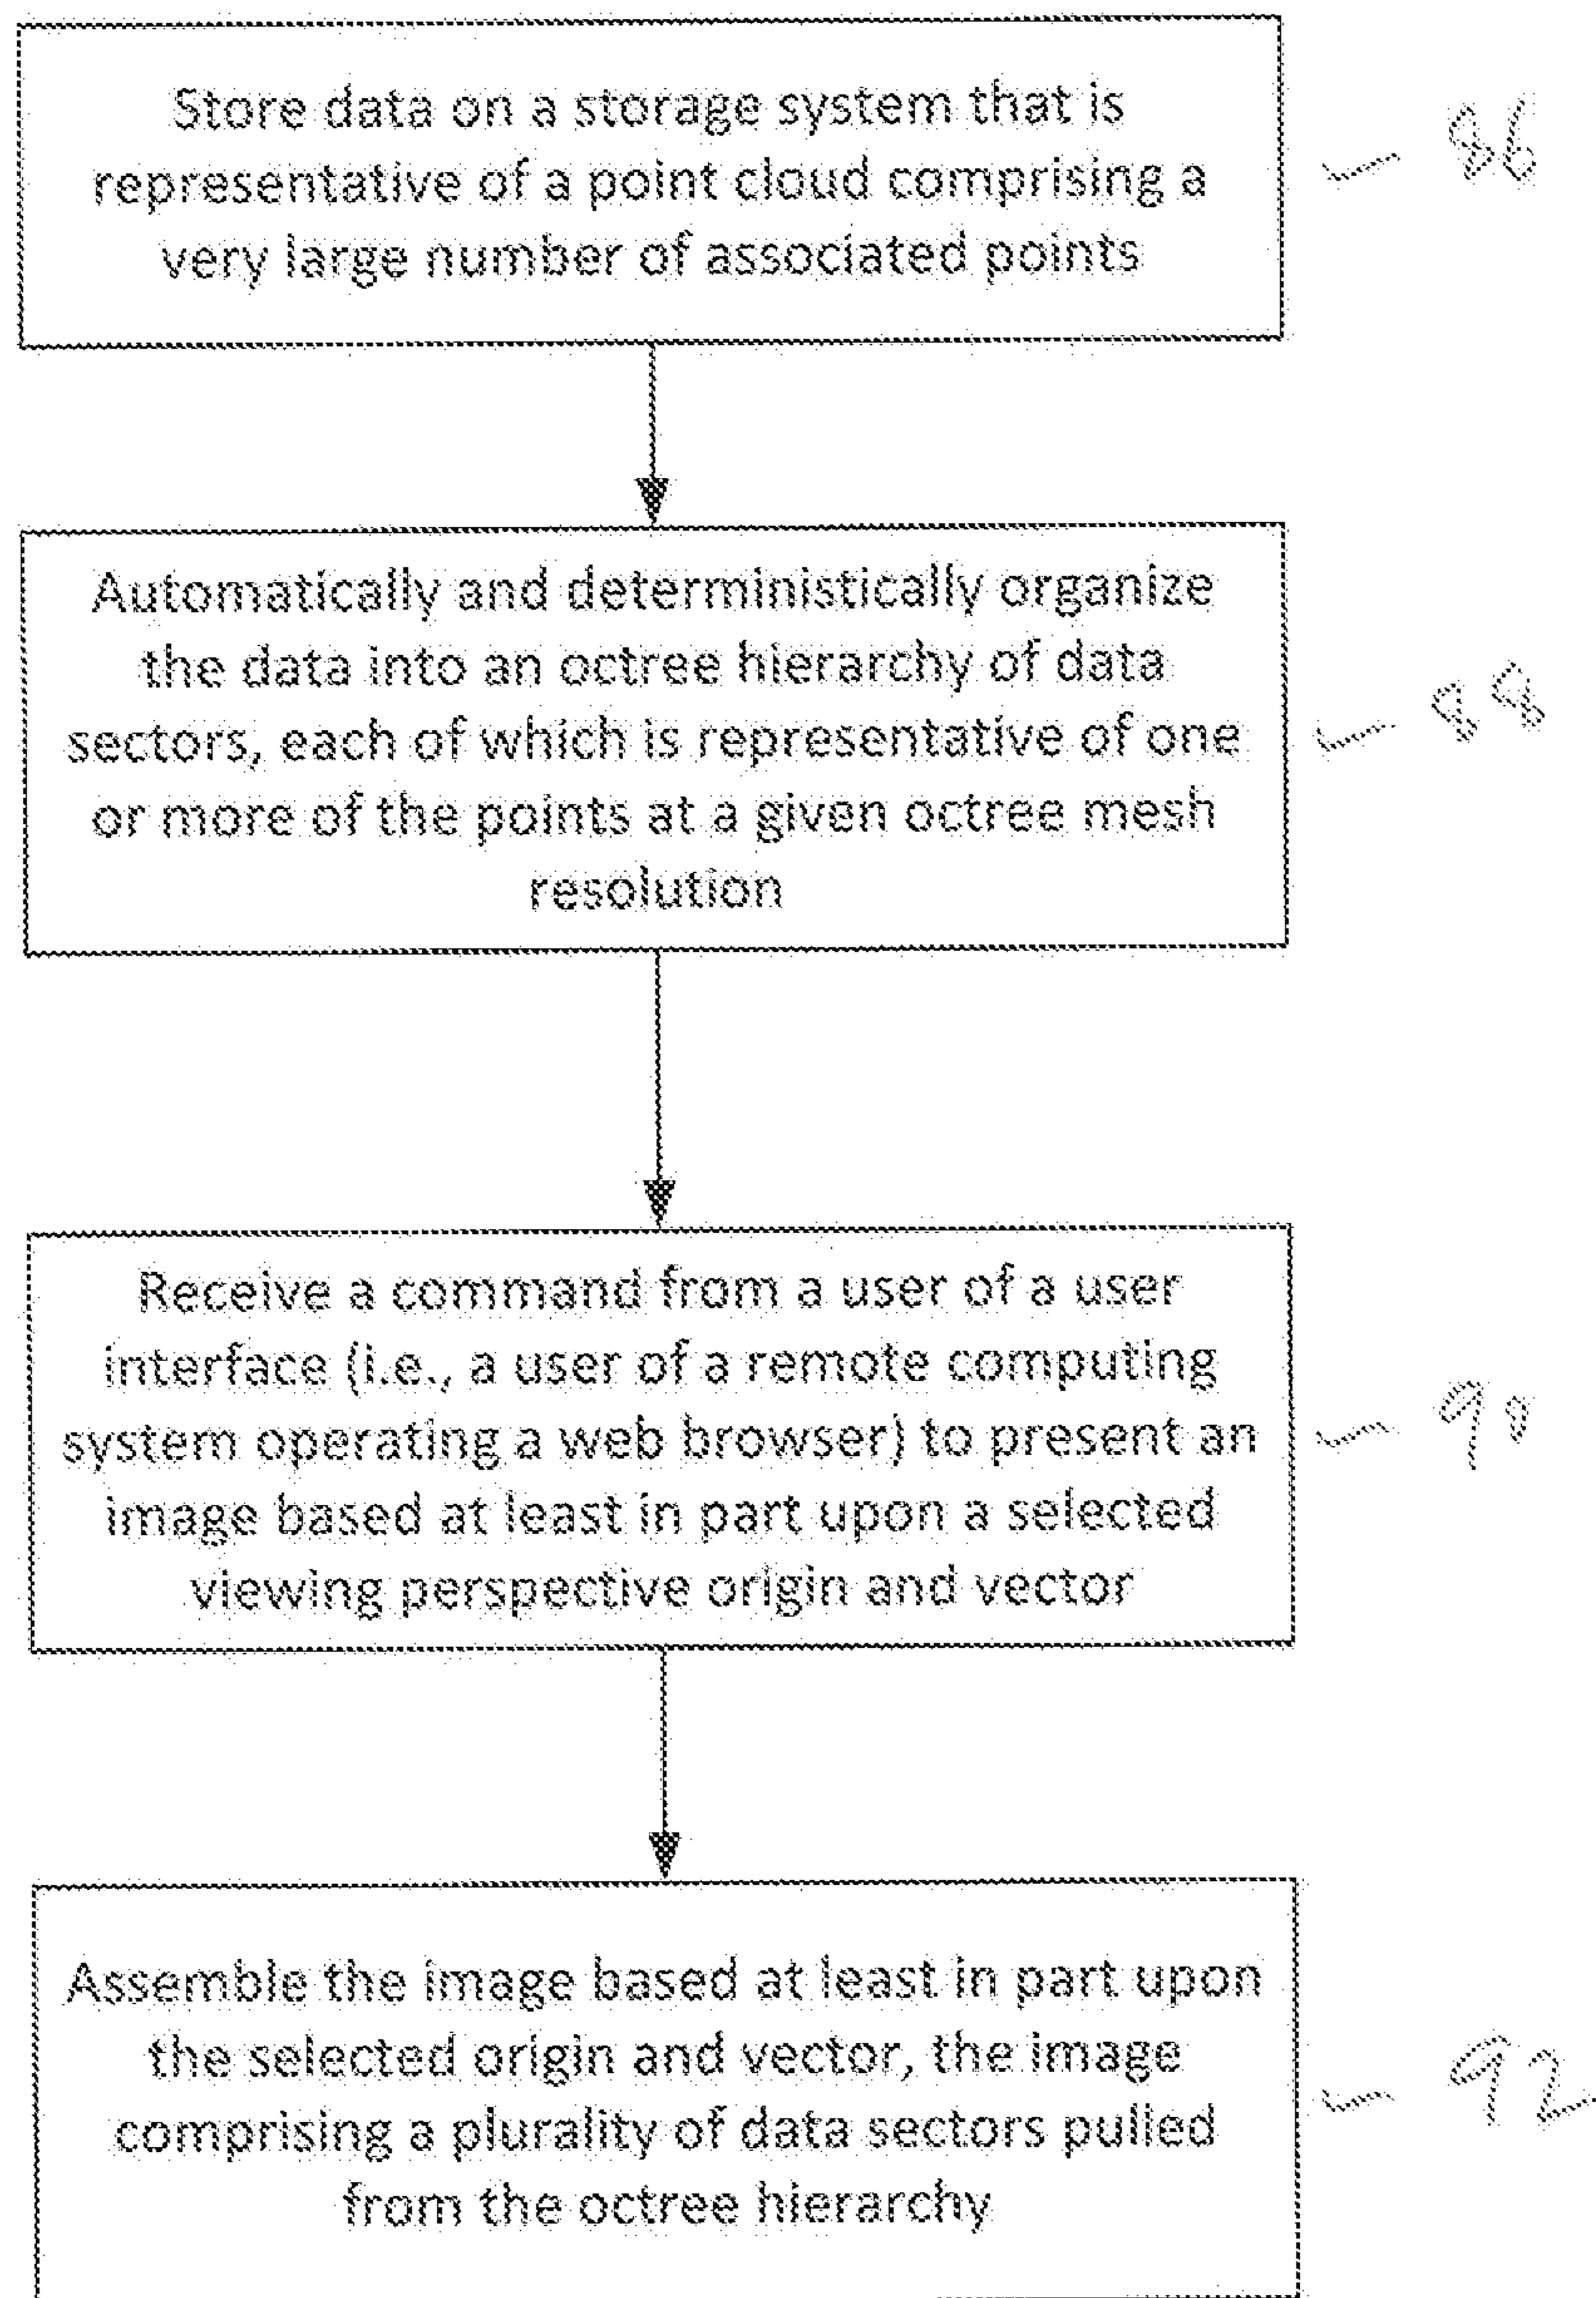 Store data on a storage system that is
representative of a point cloud comprising a
very large number of associated points
86
Automatically and deterministically organize
the data into an octree hierarchy of data
sectors, each of which is representative of one
or more of the points at a given octree mesh
resolution
88
Receive a command from a user of a user
interface (i.e., a user of a remote computing
system operating a web browser) to present an
image based at least in part upon a selected
viewing perspective origin and vector
90
Assemble the image based at least in part upon
the selected origin and vector, the image
comprising a plurality of data sectors pulled
from the octree hierarchy
92